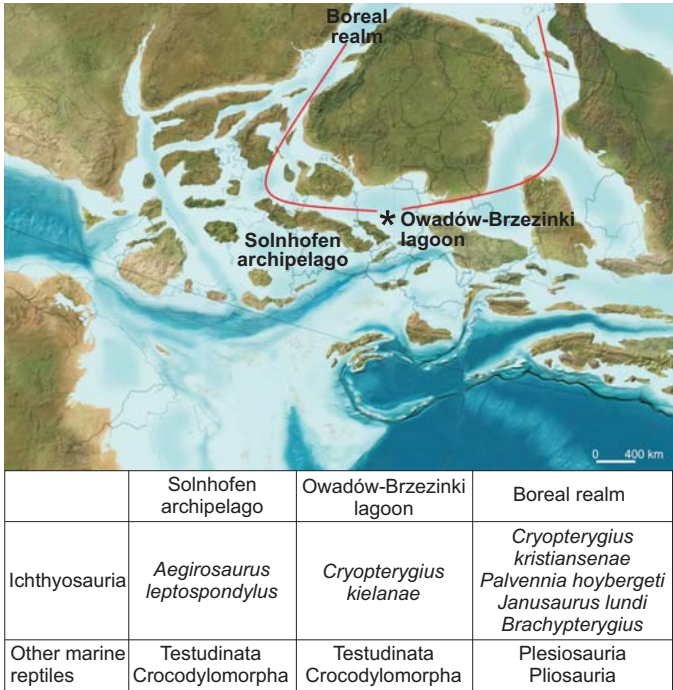 Boreal
realm
* Owadów-Brzezinki
lagoon
Solnhofen
archipelago
0 400 km
Solnhofen
archipelago
Owadów-Brzezinki
lagoon
Boreal realm
Ichthyosauria
Aegirosaurus
leptospondylus
Cryopterygius
kielanae
Cryopterygius
kristiansenae
Palvennia hoybergeti
Janusaurus lundi
Brachypterygius
Other marine
reptiles
Testudinata
Crocodylomorpha
Testudinata
Crocodylomorpha
Plesiosauria
Pliosauria